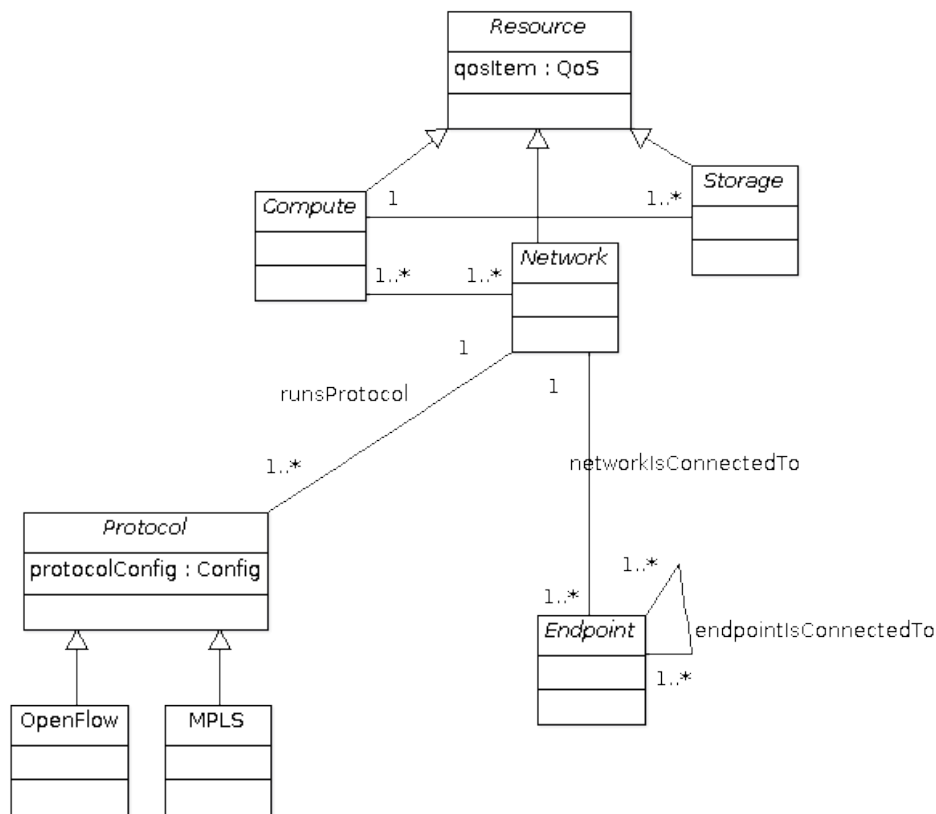 Resource
qosItem : QoS
Compute
1
1..*
Storage
1..*
1..*
Network
1
1
runsProtocol
networkIsConnectedTo
1..*
Protocol
protocolConfig : Config
1..*
1..*
Endpoint
endpointIsConnectedTo
1..*
OpenFlow
MPLS